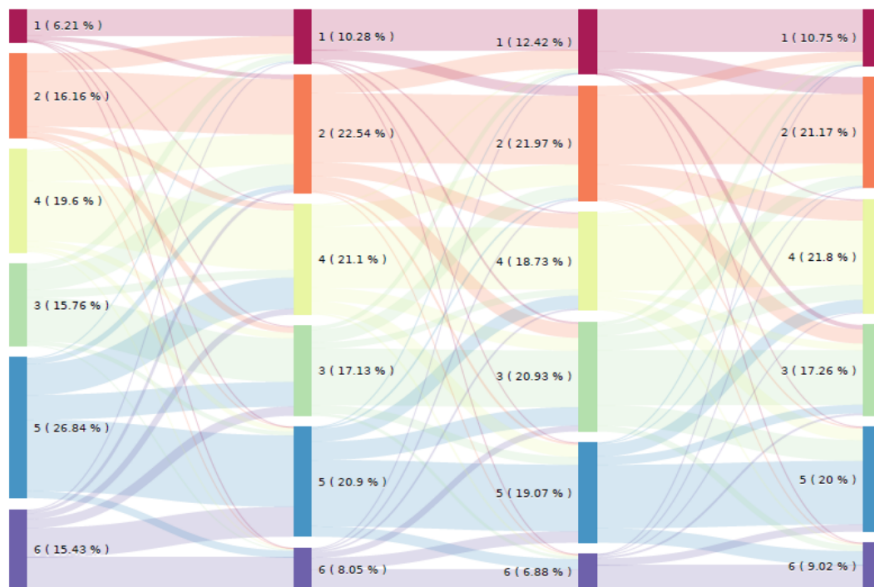 1 ( 6.21 % )
2 ( 16.16 % )
4 ( 19.6 % )
3 ( 15.76 % )
5 ( 26.84 % )
6 ( 15.43 % )
1 ( 10.28 % )
2 ( 22.54 % )
4 ( 21.1 % )
3 ( 17.13 % )
5 ( 20.9 % )
6 ( 8.05 % )
1 ( 12.42 % )
2 ( 21.97 % )
4 ( 18.73 % )
3 ( 20.93 % )
5 ( 19.07 % )
6 ( 6.88 % )
1 ( 10.75 % )
2 ( 21.17 % )
4 ( 21.8 % )
3 ( 17.26 % )
5 ( 20 % )
6 ( 9.02 % )